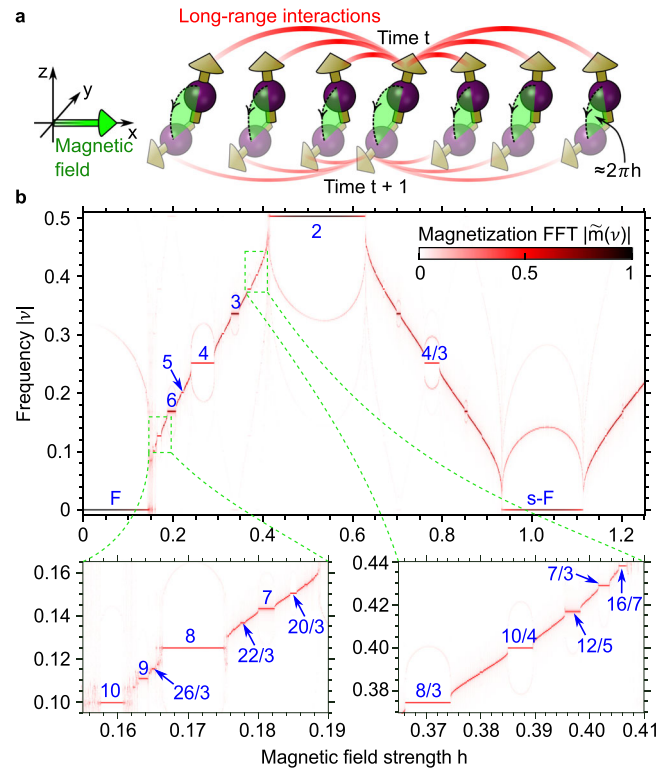 a
Long-range interactions
Time t
z
y
x
Magnetic
field
≈2πh
Time t + 1
b
0.5
0.4
0.3
0.2
0.1
0
Frequency |ν|
2
Magnetization FFT |m̃(ν)|
0 1
3
5
4
4/3
6
F
s-F
0 0.2 0.4 0.6 0.8 1.0 1.2
0.16
0.14
0.12
0.10
7
8
20/3
22/3
9
26/3
10
0.16 0.17 0.18 0.19
0.44
0.42
0.40
0.38
7/3
16/7
10/4
12/5
8/3
0.37 0.38 0.39 0.40 0.41
Magnetic field strength h